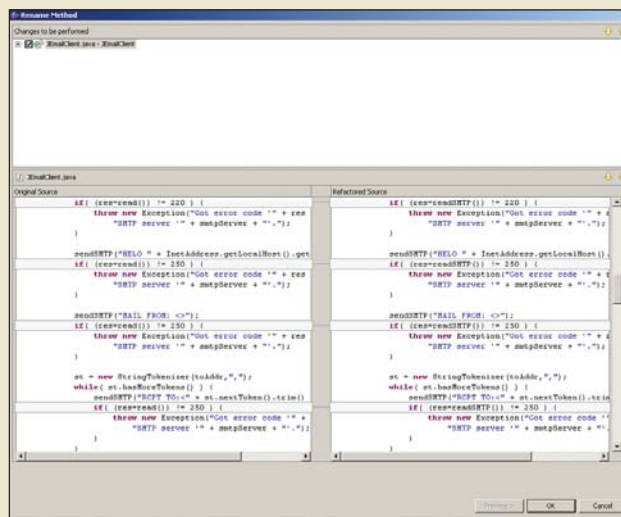 Rename Method
Changes to be performed
JEmailClient.java - JEmailClient
JEmailClient.java
Original Source
if( (res=read()) != 220 ) {
throw new Exception("Got error code '" + res
"SMTP server '" + smtpServer + "'.");
}
sendSMTP("HELO " + InetAddress.getLocalHost().get
if( (res=read()) != 250 ) {
throw new Exception("Got error code '" + res
"SMTP server '" + smtpServer + "'.");
}
sendSMTP("MAIL FROM: <>");
if( (res=read()) != 250 ) {
throw new Exception("Got error code '" + res
"SMTP server '" + smtpServer + "'.");
}
st = new StringTokenizer(toAddr,",");
while( st.hasMoreTokens() ) {
sendSMTP("RCPT TO:<" + st.nextToken().trim()
if( (res=read()) != 250 ) {
throw new Exception("Got error code '" +
"SMTP server '" + smtpServer + "'.");
}
}
Refactored Source
if( (res=readSMTP()) != 220 ) {
throw new Exception("Got error code '" + r
"SMTP server '" + smtpServer + "'.");
}
sendSMTP("HELO " + InetAddress.getLocalHost().
if( (res=readSMTP()) != 250 ) {
throw new Exception("Got error code '" + r
"SMTP server '" + smtpServer + "'.");
}
sendSMTP("MAIL FROM: <>");
if( (res=readSMTP()) != 250 ) {
throw new Exception("Got error code '" + r
"SMTP server '" + smtpServer + "'.");
}
st = new StringTokenizer(toAddr,",");
while( st.hasMoreTokens() ) {
sendSMTP("RCPT TO:<" + st.nextToken().trim
if( (res=readSMTP()) != 250 ) {
throw new Exception("Got error code '"
"SMTP server '" + smtpServer + "'.
}
}
Preview >
OK
Cancel